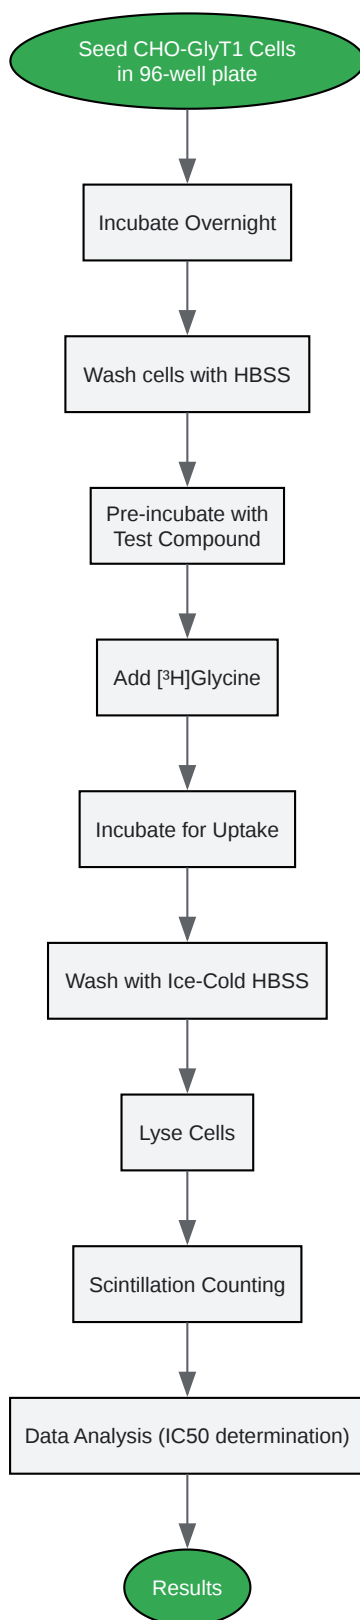 Seed CHO-GlyT1 Cells
in 96-well plate
Incubate Overnight
Wash cells with HBSS
Pre-incubate with
Test Compound
Add [³H]Glycine
Incubate for Uptake
Wash with Ice-Cold HBSS
Lyse Cells
Scintillation Counting
Data Analysis (IC50 determination)
Results